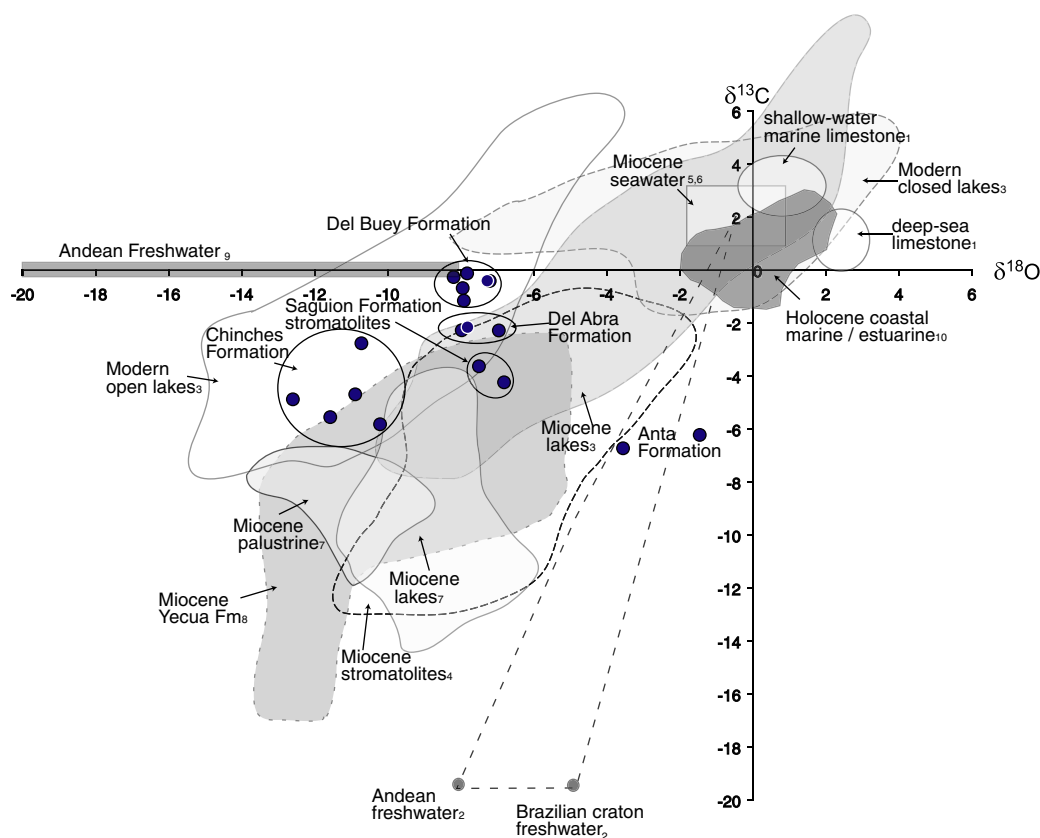 δ13C
6
shallow-water
marine limestone1
4
Miocene
seawater 5,6
Modern
closed lakes3
2
Del Buey Formation
deep-sea
limestone1
Andean Freshwater 9
0
δ18O
-20 -18 -16 -14 -12 -10 -8 -6 -4 -2 2 4 6
Saguion Formation
stromatolites
Chinches
Formation
Del Abra
Formation
-2
Holocene coastal
marine / estuarine10
Modern
open lakes3
-4
Miocene
lakes3
Anta
Formation
-6
-8
Miocene
palustrine7
-10
Miocene
lakes7
Miocene
Yecua Fm8
-12
Miocene
stromatolites4
-14
-16
-18
-20
Andean
freshwater2
Brazilian craton
freshwater2